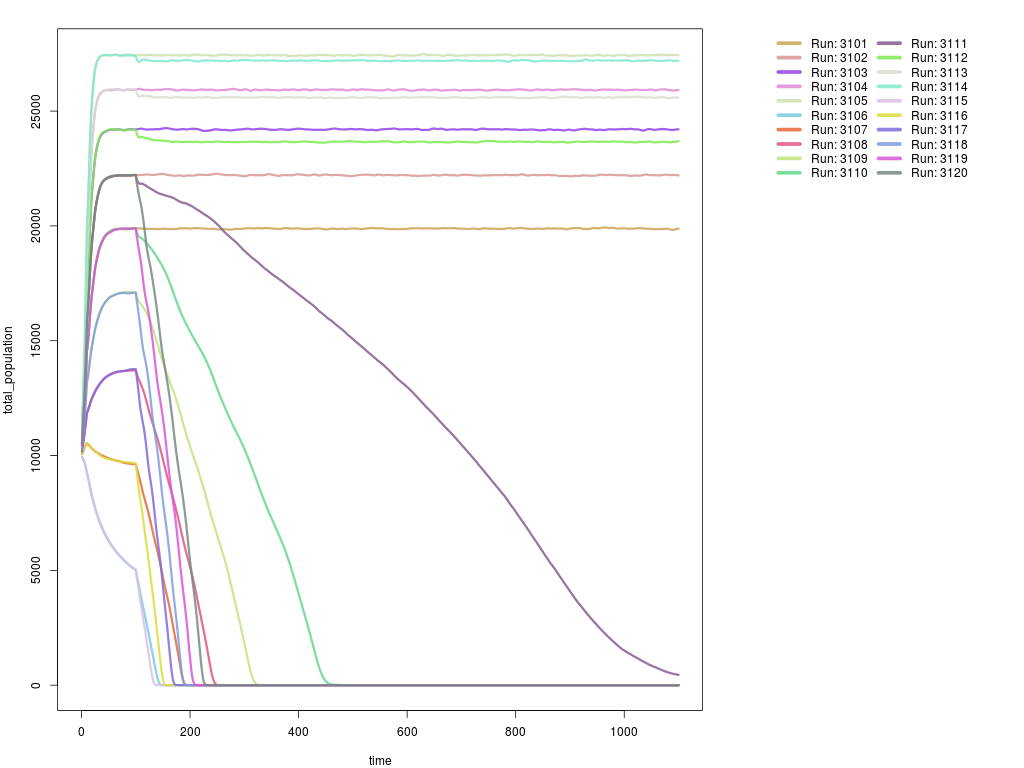 Run: 3101
Run: 3102
Run: 3103
Run: 3104
Run: 3105
Run: 3106
Run: 3107
Run: 3108
Run: 3109
Run: 3110
Run: 3111
Run: 3112
Run: 3113
Run: 3114
Run: 3115
Run: 3116
Run: 3117
Run: 3118
Run: 3119
Run: 3120
total_population
25000
20000
15000
10000
5000
0
0 200 400 600 800 1000
time